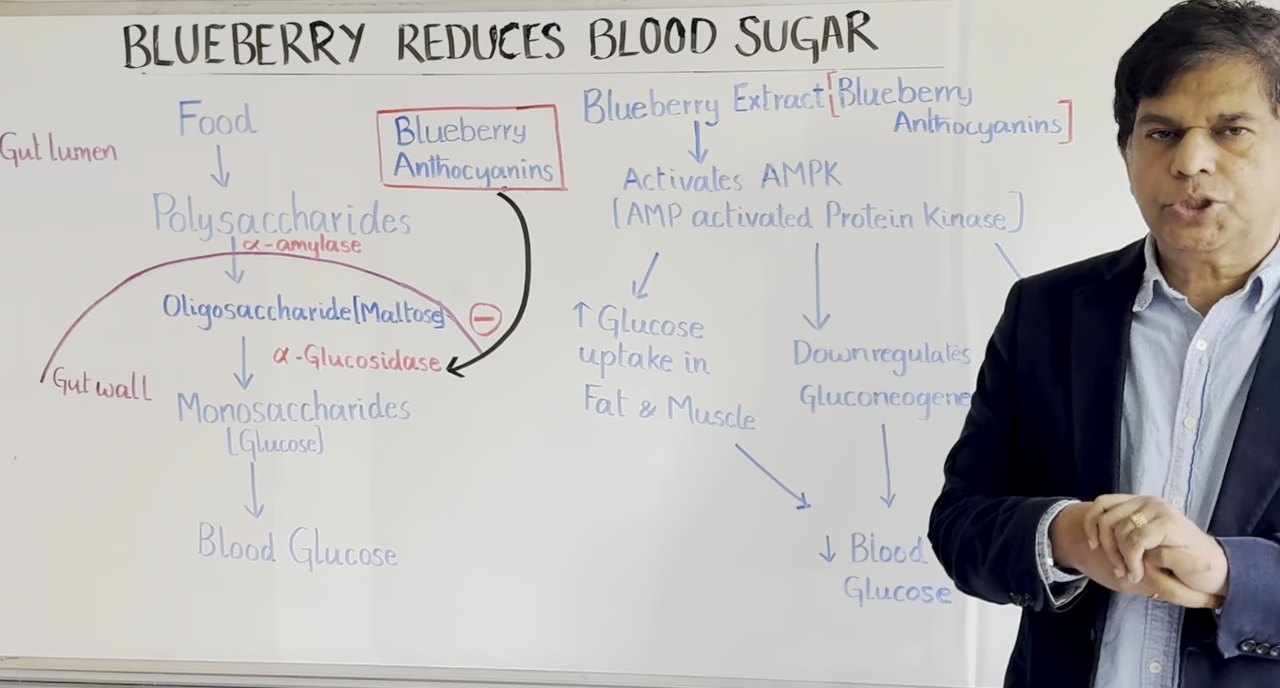 BLUEBERRY REDUCES BLOOD SUGAR
Gut lumen
Food
Polysaccharides
α-amylase
Oligosaccharide[Maltose]
α-Glucosidase
Gut wall
Monosaccharides
[Glucose]
Blood Glucose
Blueberry
Anthocyanins
⊖
Blueberry Extract [Blueberry
Anthocyanins]
Activates AMPK
[AMP activated Protein Kinase]
↑ Glucose
uptake in
Fat & Muscle
Downregulates
Gluconeogene
↓ Blood
Glucose